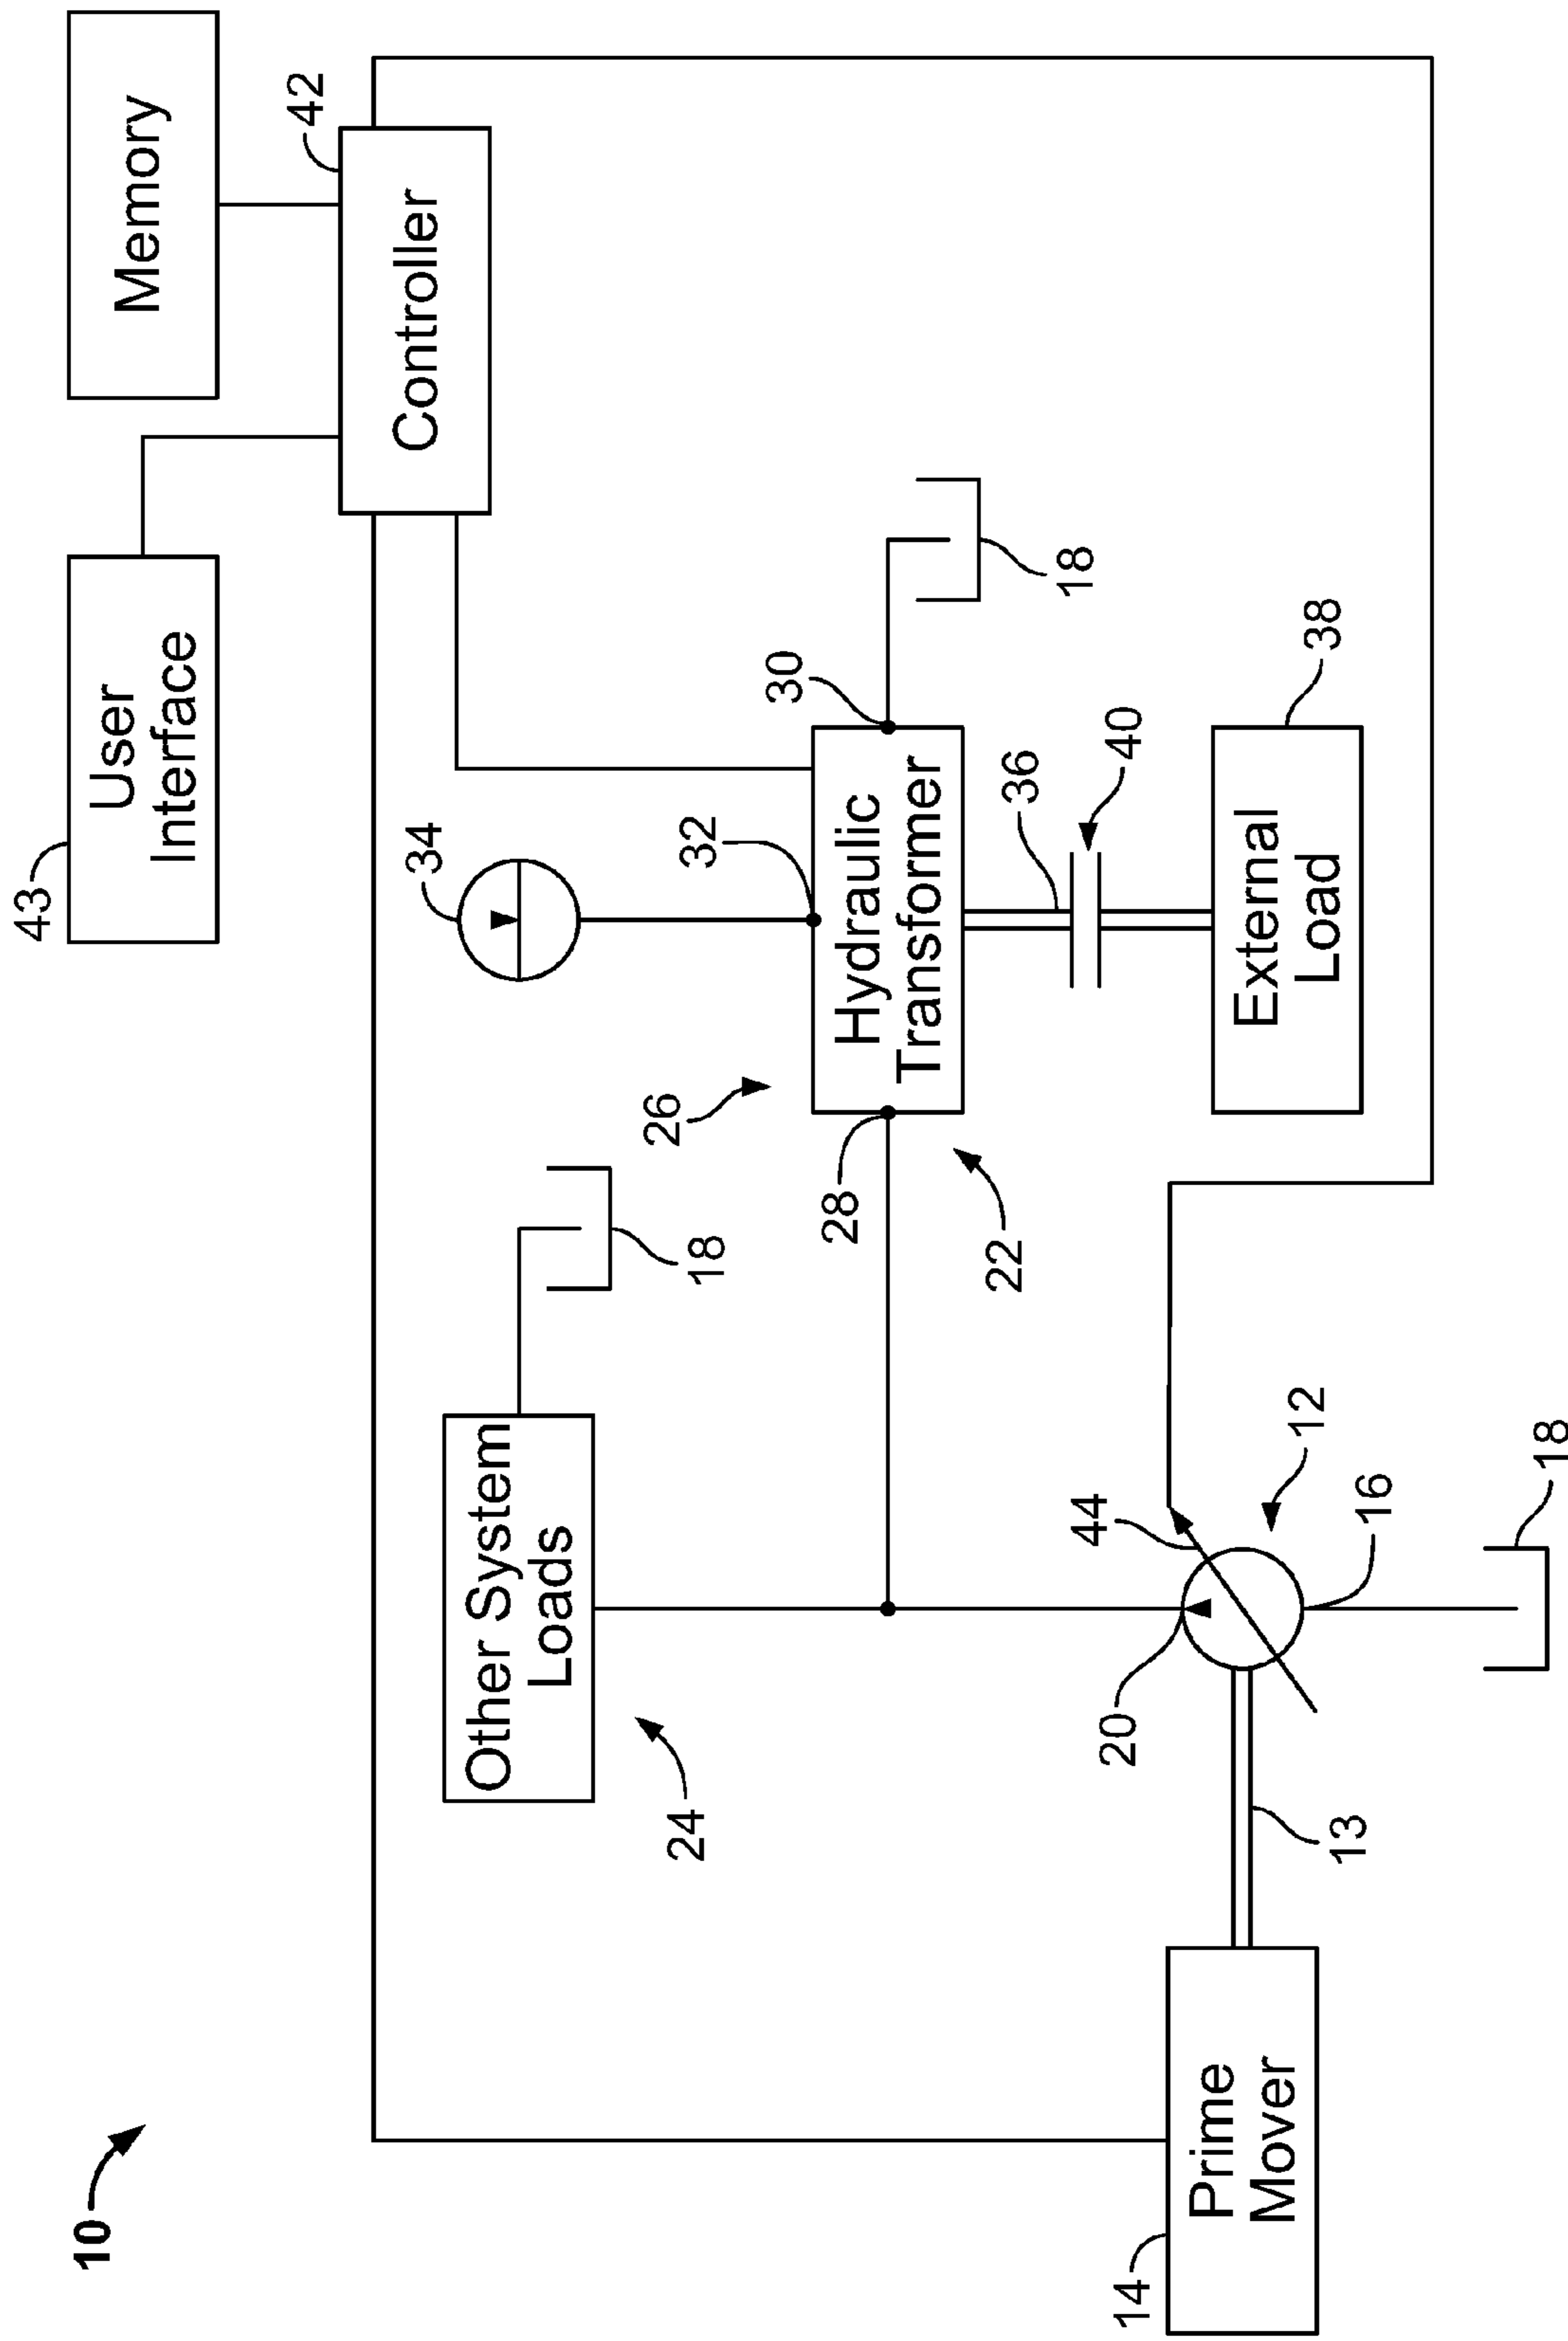 10
43
User
Interface
Memory
42
Controller
34
Other System
Loads
18
24
26
32
30
18
28
Hydraulic
Transformer
22
36
40
44
12
20
16
18
13
14
Prime
Mover
External
Load
38